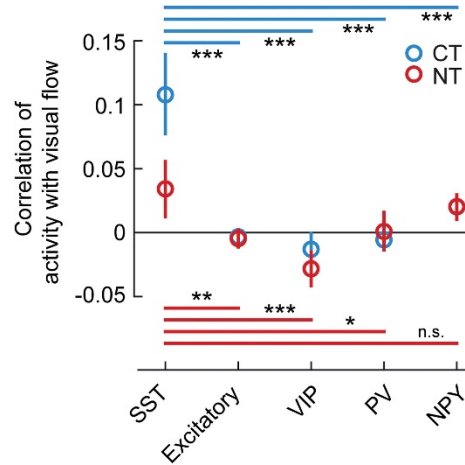 ***
***
***
***
0.15
0.1
0.05
0
-0.05
Correlation of
activity with visual flow
CT
NT
**
***
*
n.s.
SST
Excitatory
VIP
PV
NPY